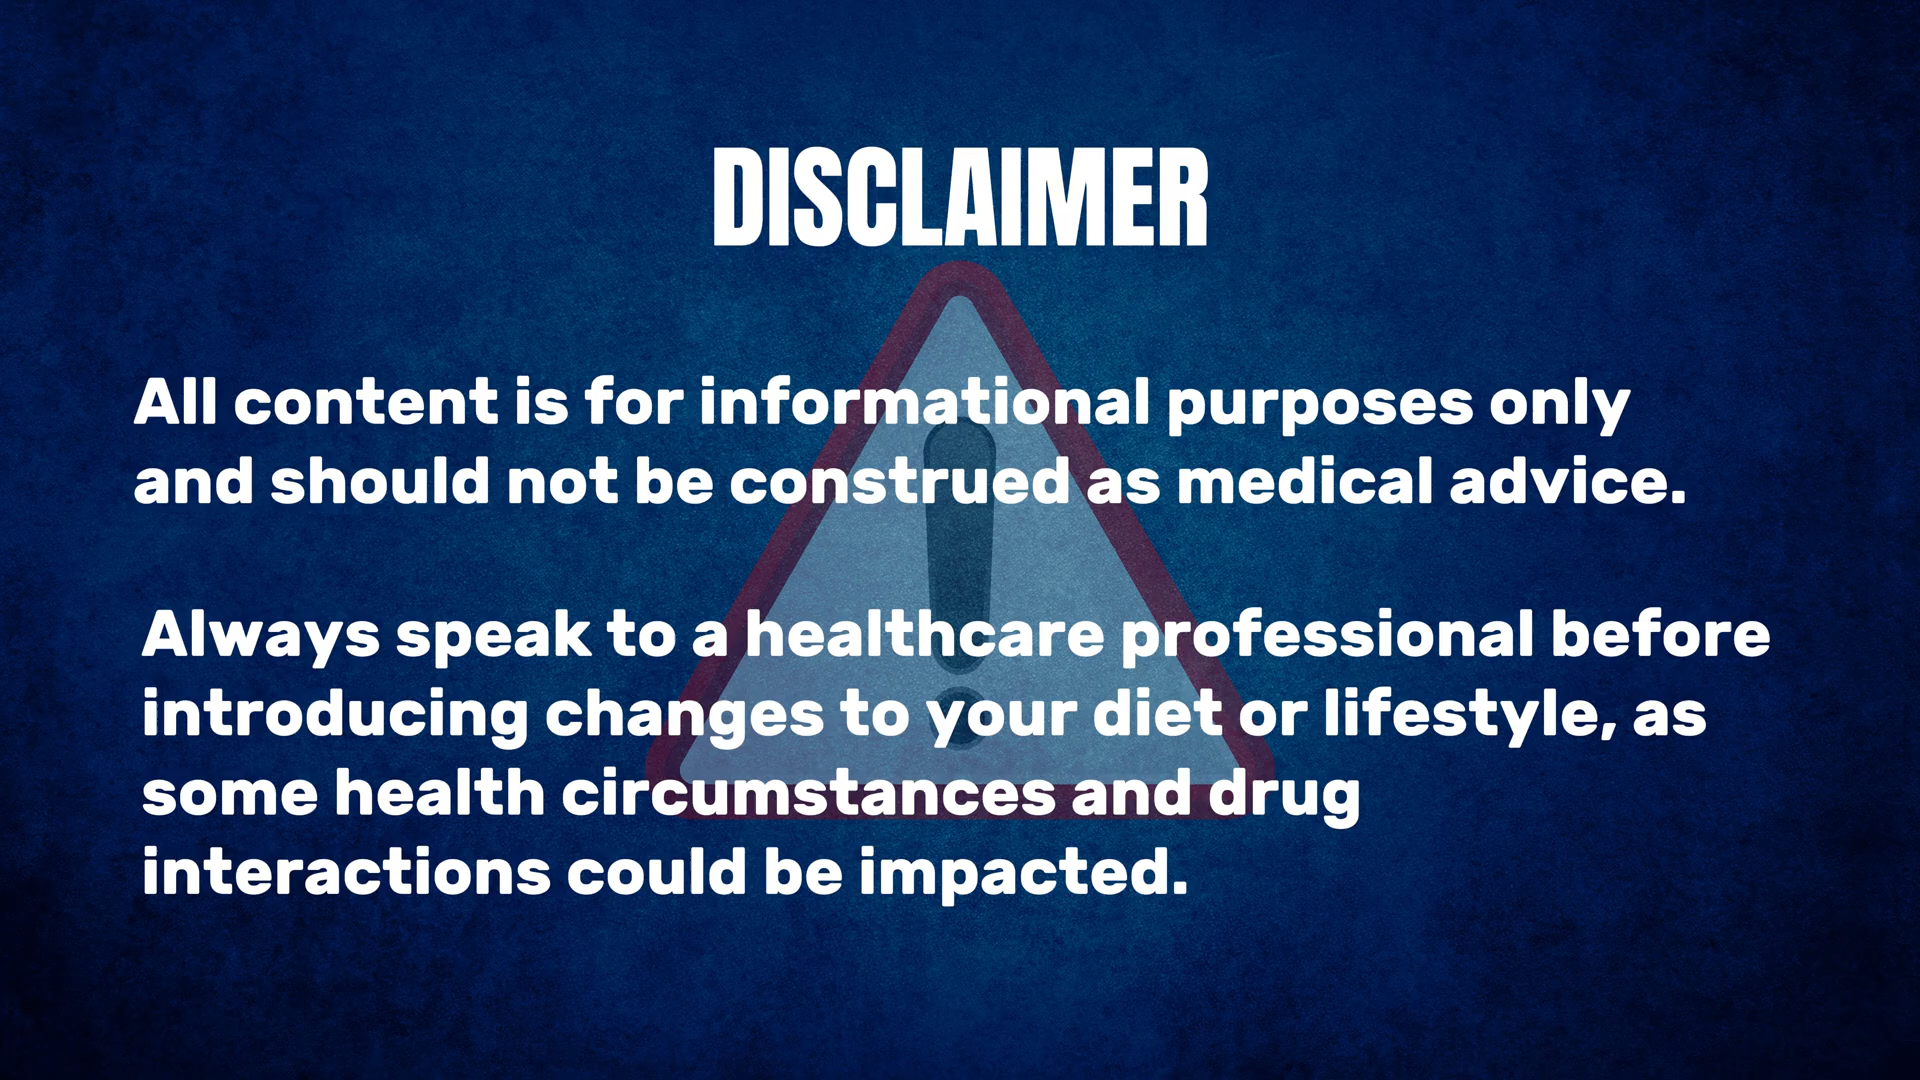 DISCLAIMER
All content is for informational purposes only
and should not be construed as medical advice.
Always speak to a healthcare professional before
introducing changes to your diet or lifestyle, as
some health circumstances and drug
interactions could be impacted.